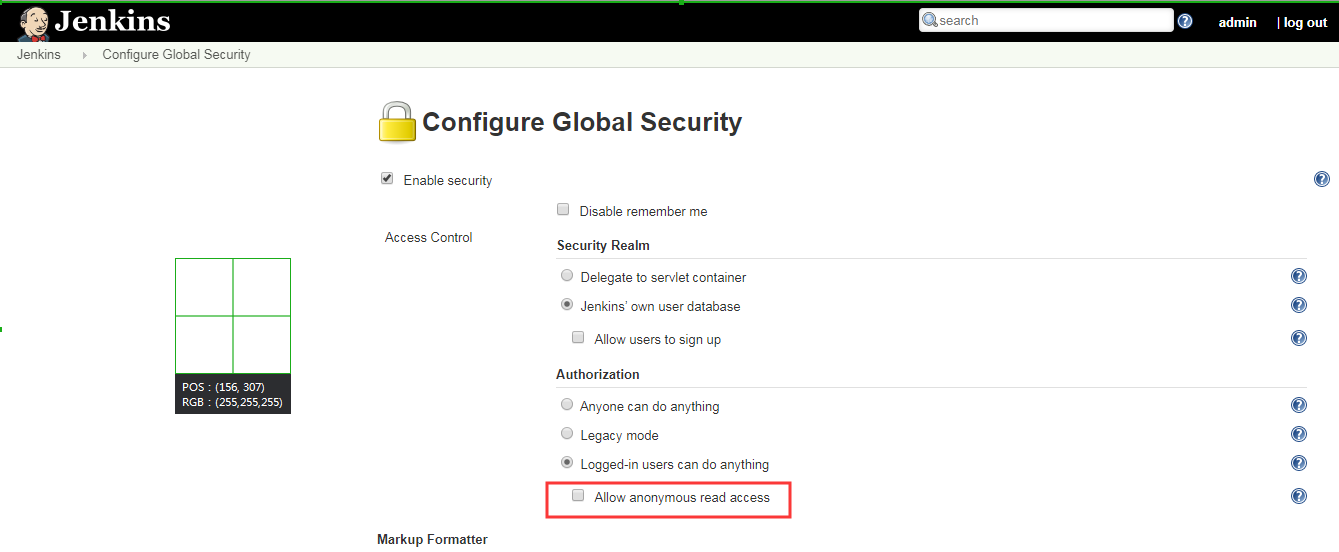 Jenkins
search
?
admin
| log out
Jenkins
Configure Global Security
Configure Global Security
Enable security
?
Disable remember me
Access Control
Security Realm
Delegate to servlet container
?
Jenkins’ own user database
?
Allow users to sign up
?
POS : (156, 307)
RGB : (255,255,255)
Authorization
Anyone can do anything
?
Legacy mode
?
Logged-in users can do anything
?
Allow anonymous read access
?
Markup Formatter